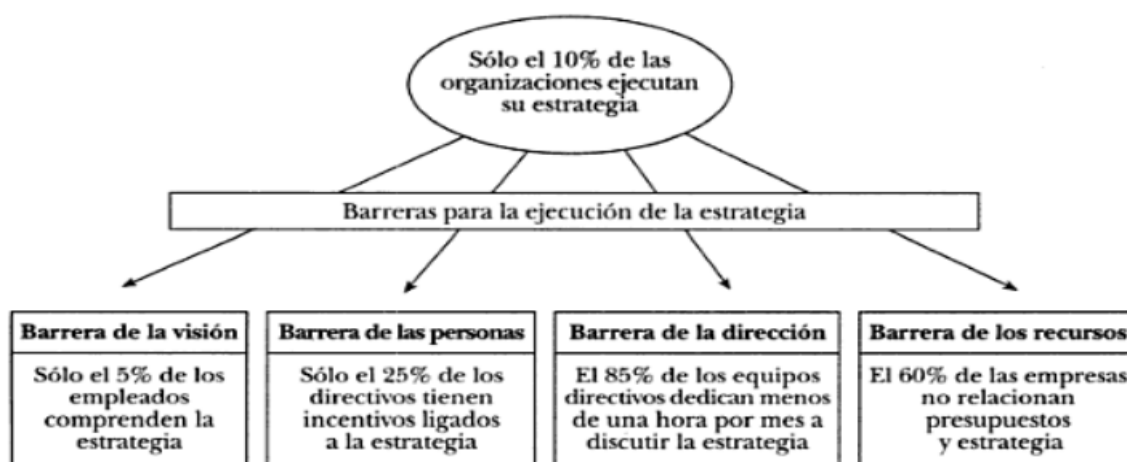 Sólo el 10% de las
organizaciones ejecutan
su estrategia
Barreras para la ejecución de la estrategia
Barrera de la visión
Sólo el 5% de los
empleados
comprenden la
estrategia
Barrera de las personas
Sólo el 25% de los
directivos tienen
incentivos ligados
a la estrategia
Barrera de la dirección
El 85% de los equipos
directivos dedican menos
de una hora por mes a
discutir la estrategia
Barrera de los recursos
El 60% de las empresas
no relacionan
presupuestos
y estrategia